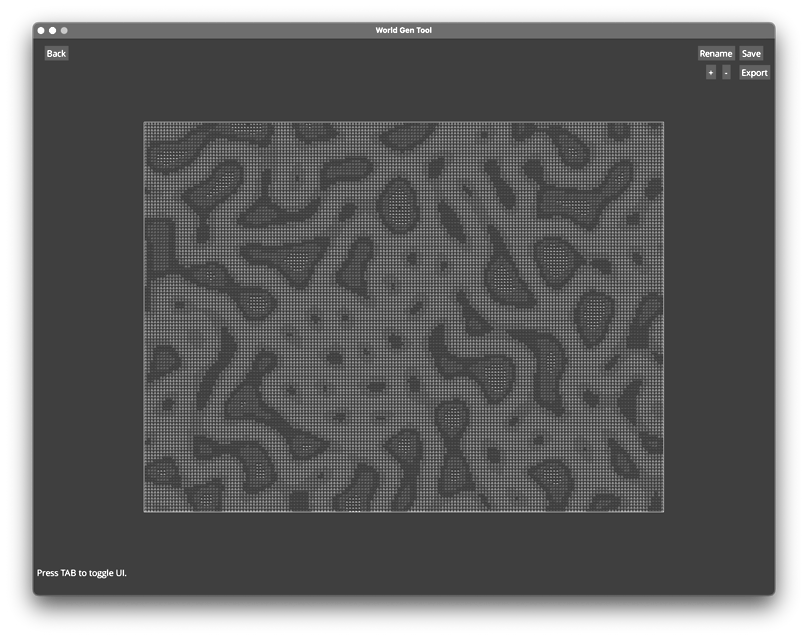 World Gen Tool
Back
Rename Save
+ - Export
Press TAB to toggle UI.